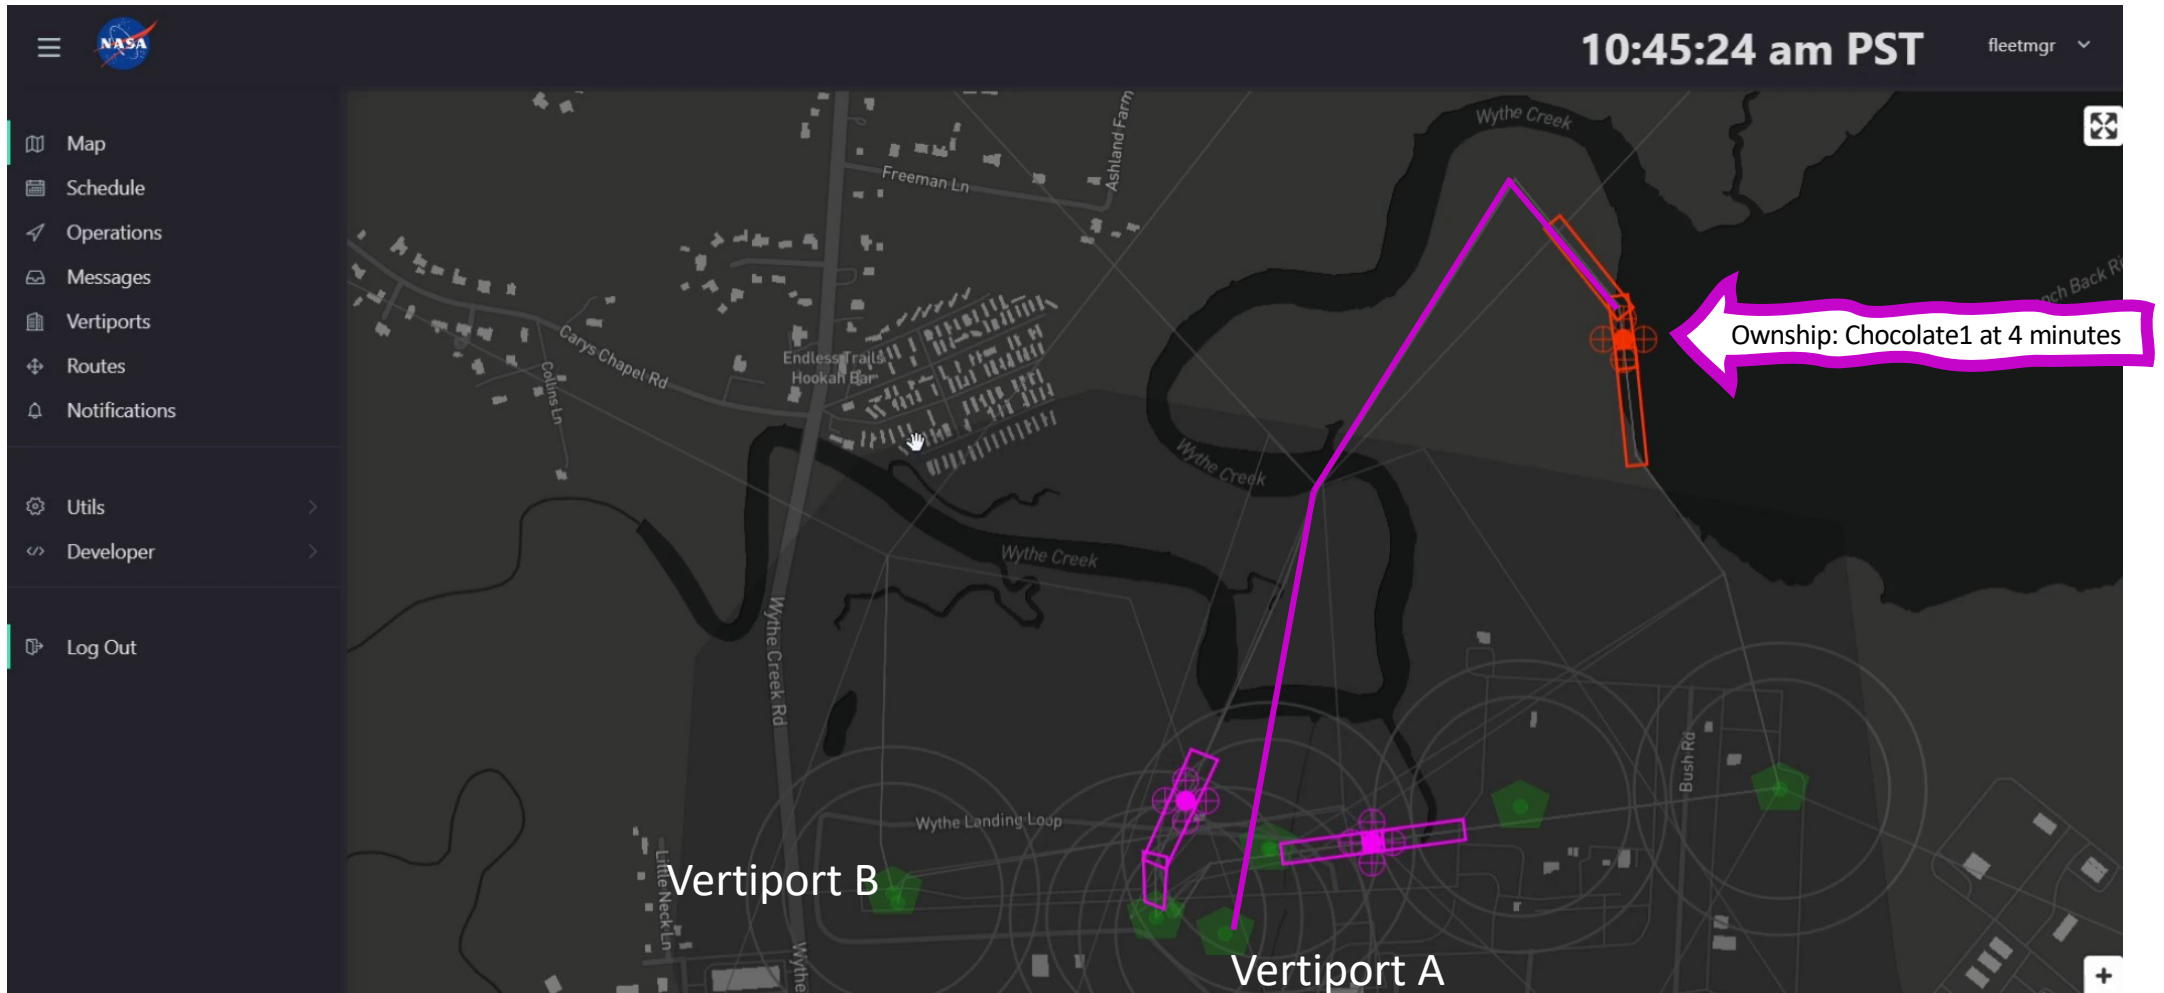 NASA
10:45:24 am PST
fleetmgr
Map
Schedule
Operations
Messages
Vertiports
Routes
Notifications
Utils
Developer
Log Out
Wythe Creek
Ashland Farm
Freeman Ln
Carys Chapel Rd
Collins Ln
Endless Trails
Hookah Bar
Back
Ownship: Chocolate1 at 4 minutes
Wythe Creek
Wythe Creek
Wythe Creek Rd
Bush Rd
Wythe Landing Loop
Little Neck Ln
Vertiport B
Wythe
Vertiport A
+